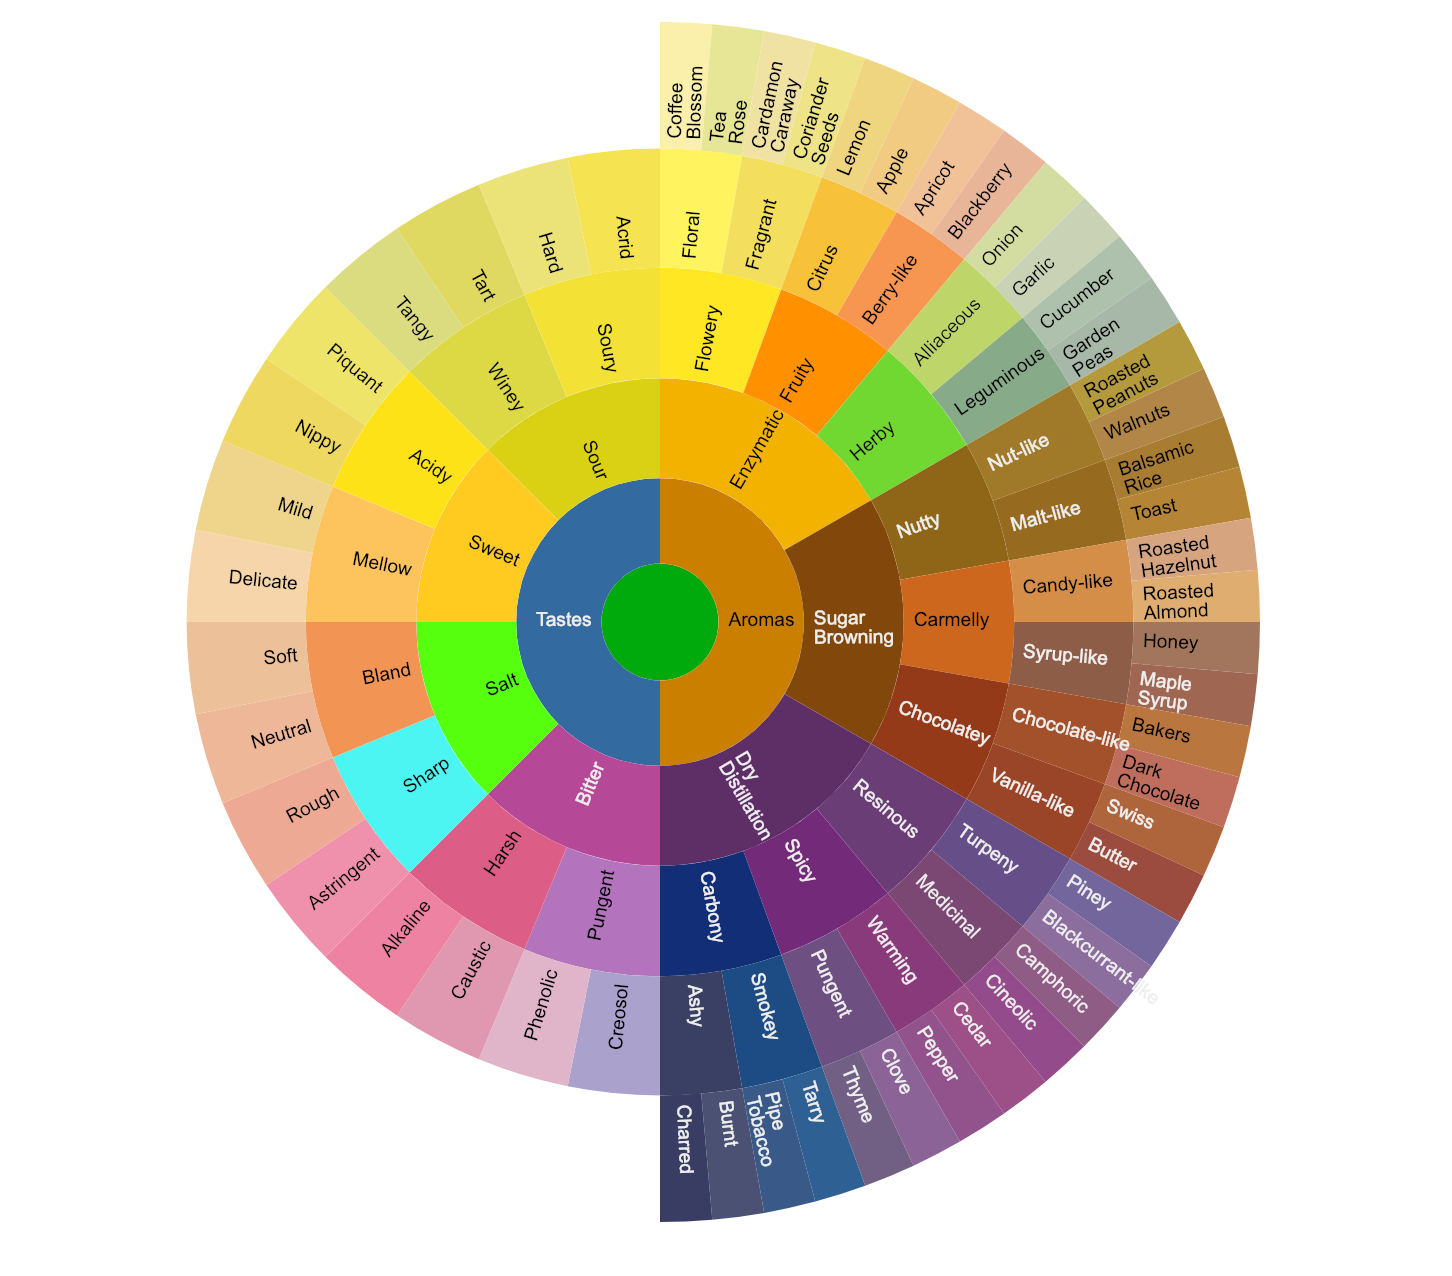 Tastes
Aromas
Sour
Sweet
Salt
Bitter
Soury
Winey
Acidy
Mellow
Bland
Sharp
Harsh
Pungent
Acrid
Hard
Tart
Tangy
Piquant
Nippy
Mild
Delicate
Soft
Neutral
Rough
Astringent
Alkaline
Caustic
Phenolic
Creosol
Enzymatic
Sugar
Browning
Dry
Distillation
Flowery
Fruity
Herby
Nutty
Carmelly
Chocolatey
Resinous
Spicy
Carbony
Floral
Fragrant
Citrus
Berry-like
Alliaceous
Leguminous
Nut-like
Malt-like
Candy-like
Syrup-like
Chocolate-like
Vanilla-like
Turpeny
Medicinal
Warming
Pungent
Smokey
Ashy
Coffee
Blossom
Tea
Rose
Cardamon
Caraway
Coriander
Seeds
Lemon
Apple
Apricot
Blackberry
Onion
Garlic
Cucumber
Garden
Peas
Roasted
Peanuts
Walnuts
Balsamic
Rice
Toast
Roasted
Hazelnut
Roasted
Almond
Honey
Maple
Syrup
Bakers
Dark
Chocolate
Swiss
Butter
Piney
Blackcurrant-like
Camphoric
Cineolic
Cedar
Pepper
Clove
Thyme
Tarry
Pipe
Tobacco
Burnt
Charred